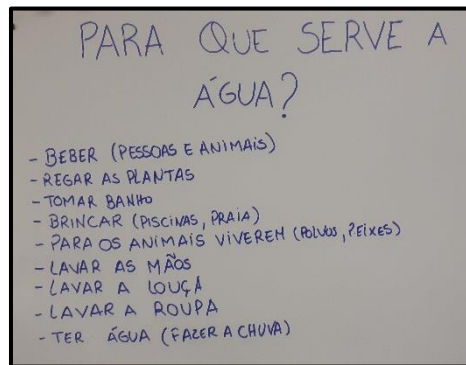 PARA QUE SERVE A
ÁGUA?
- BEBER (PESSOAS E ANIMAIS)
- REGAR AS PLANTAS
- TOMAR BANHO
- BRINCAR (PISCINAS, PRAIA)
- PARA OS ANIMAIS VIVEREM (POLVOS, PEIXES)
- LAVAR AS MÃOS
- LAVAR A LOUÇA
- LAVAR A ROUPA
- TER ÁGUA (FAZER A CHUVA)